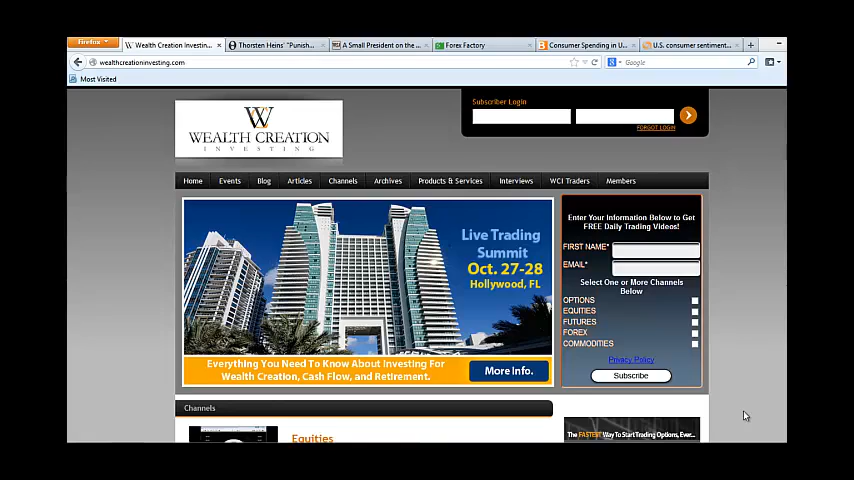 Firefox
Wealth Creation Investing...
Thorsten Heins' "Punish...
A Small President on the ...
Forex Factory
Consumer Spending in U...
U.S. consumer sentiment...
wealthcreationinvesting.com
Google
Most Visited
Subscriber Login
FORGOT LOGIN
WEALTH CREATION
INVESTING
Home Events Blog Articles Channels Archives Products & Services Interviews WCI Traders Members
Live Trading
Summit
Oct. 27-28
Hollywood, FL
Everything You Need To Know About Investing For
Wealth Creation, Cash Flow, and Retirement.
More Info.
Enter Your Information Below to Get
FREE Daily Trading Videos!
FIRST NAME*
EMAIL*
Select One or More Channels
Below
OPTIONS
EQUITIES
FUTURES
FOREX
COMMODITIES
Privacy Policy
Subscribe
Channels
Equities
The FASTEST Way To Start Trading Options, Ever...